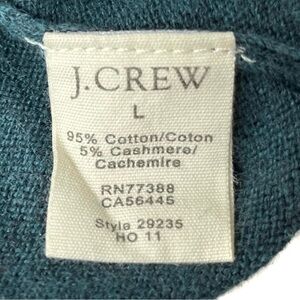 J.CREW
L
95% Cotton/Coton
5% Cashmere/
Cachemire
RN77388
CA56445
Style 29235
HO 11